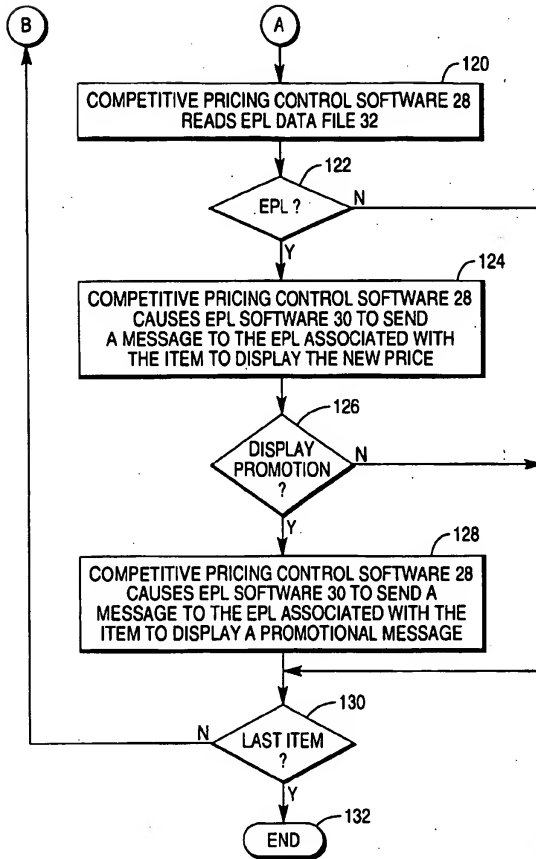 B
A
120
COMPETITIVE PRICING CONTROL SOFTWARE 28
READS EPL DATA FILE 32
122
EPL ?
N
Y
124
COMPETITIVE PRICING CONTROL SOFTWARE 28
CAUSES EPL SOFTWARE 30 TO SEND
A MESSAGE TO THE EPL ASSOCIATED WITH
THE ITEM TO DISPLAY THE NEW PRICE
126
DISPLAY
PROMOTION
?
N
Y
128
COMPETITIVE PRICING CONTROL SOFTWARE 28
CAUSES EPL SOFTWARE 30 TO SEND A
MESSAGE TO THE EPL ASSOCIATED WITH THE
ITEM TO DISPLAY A PROMOTIONAL MESSAGE
130
N
LAST ITEM
?
Y
132
END